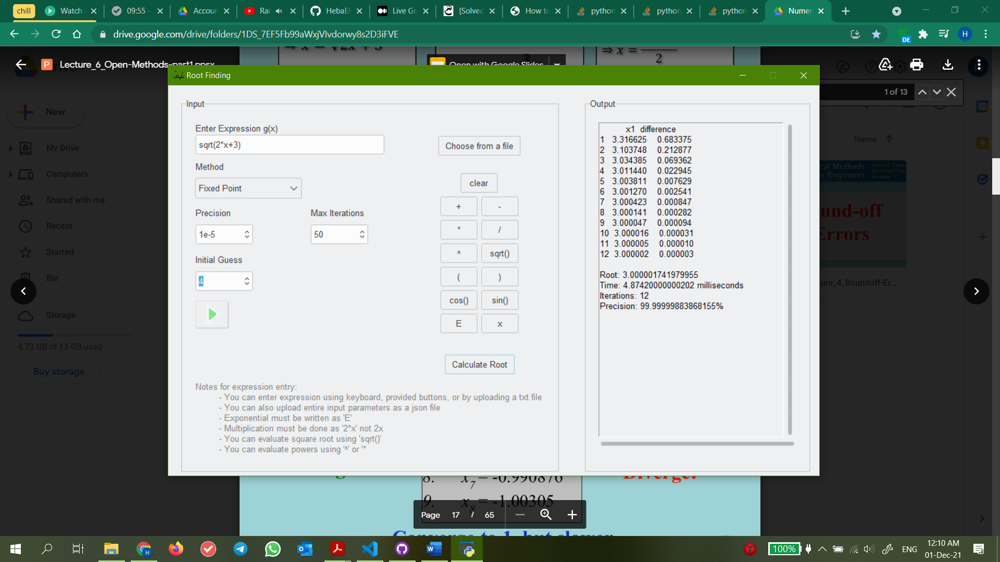 chill
Watch
09:55 -
Accoun
Rai
HebaEl
Live Gr
[Solved
How to
python
python
python
Numer
drive.google.com/drive/folders/1DS_7EF5Fb99aWxjVIvdorwy8s2D3iFVE
DE
H
Lecture_6_Open-Methods-part1.ppsx
Open with Google Slides
⇒ x =
2
1 of 13
New
My Drive
Computers
Shared with me
Recent
Starred
Bin
Storage
4.73 GB of 15 GB used
Buy storage
Name
Root Finding
Input
Enter Expression g(x)
sqrt(2*x+3)
Choose from a file
Method
Fixed Point
clear
Precision
Max Iterations
1e-5
50
Initial Guess
4
+ -
* /
^ sqrt()
( )
cos() sin()
E x
Calculate Root
Notes for expression entry:
- You can enter expression using keyboard, provided buttons, or by uploading a txt file
- You can also upload entire input parameters as a json file
- Exponential must be written as 'E'
- Multiplication must be done as '2*x' not 2x
- You can evaluate square root using 'sqrt()'
- You can evaluate powers using '^' or '*
Output
x1 difference
1 3.316625 0.683375
2 3.103748 0.212877
3 3.034385 0.069362
4 3.011440 0.022945
5 3.003811 0.007629
6 3.001270 0.002541
7 3.000423 0.000847
8 3.000141 0.000282
9 3.000047 0.000094
10 3.000016 0.000031
11 3.000005 0.000010
12 3.000002 0.000003
Root: 3.000001741979955
Time: 4.87420000000202 milliseconds
Iterations: 12
Precision: 99.99999883868155%
Errors
8. x7 = -0.990876
9. x8 = -1.00305
Diverge!
Page 17 / 65
100%
ENG
12:10 AM
01-Dec-21